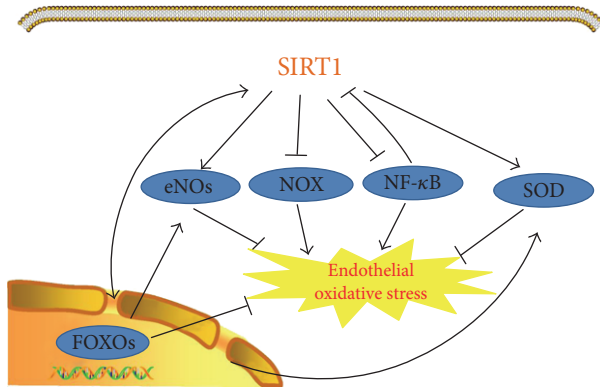 SIRT1
eNOs
NOX
NF-κB
SOD
Endothelial
oxidative stress
FOXOs